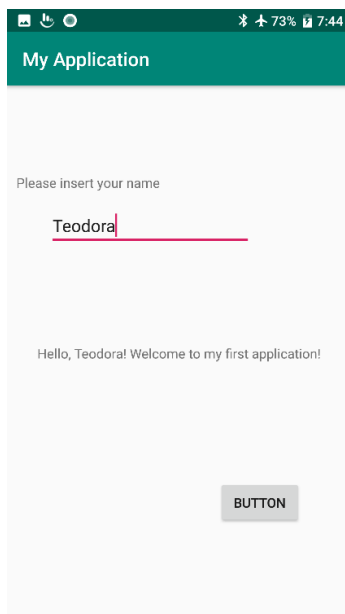 73% 7:44
My Application
Please insert your name
Teodora
Hello, Teodora! Welcome to my first application!
BUTTON